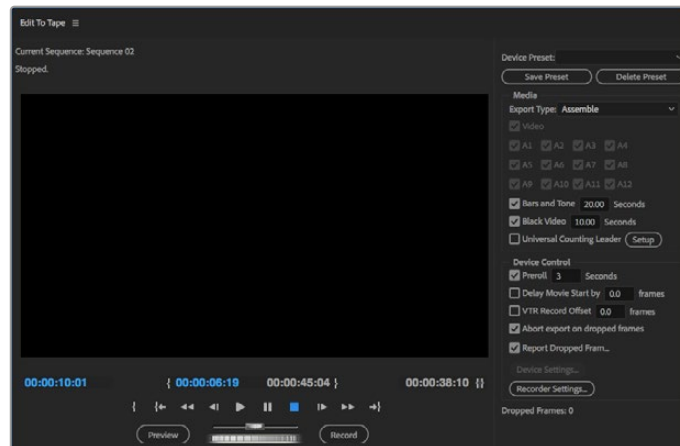 Edit To Tape
Current Sequence: Sequence 02
Stopped.
Device Preset:
Save Preset Delete Preset
Media
Export Type: Assemble
Video
A1 A2 A3 A4
A5 A6 A7 A8
A9 A10 A11 A12
Bars and Tone 20.00 Seconds
Black Video 10.00 Seconds
Universal Counting Leader Setup
Device Control
Preroll 3 Seconds
Delay Movie Start by 0.0 frames
VTR Record Offset 0.0 frames
Abort export on dropped frames
Report Dropped Fram...
Device Settings...
Recorder Settings...
Dropped Frames: 0
00:00:10:01 { 00:00:06:19 00:00:45:04 } 00:00:38:10 {}
Preview Record